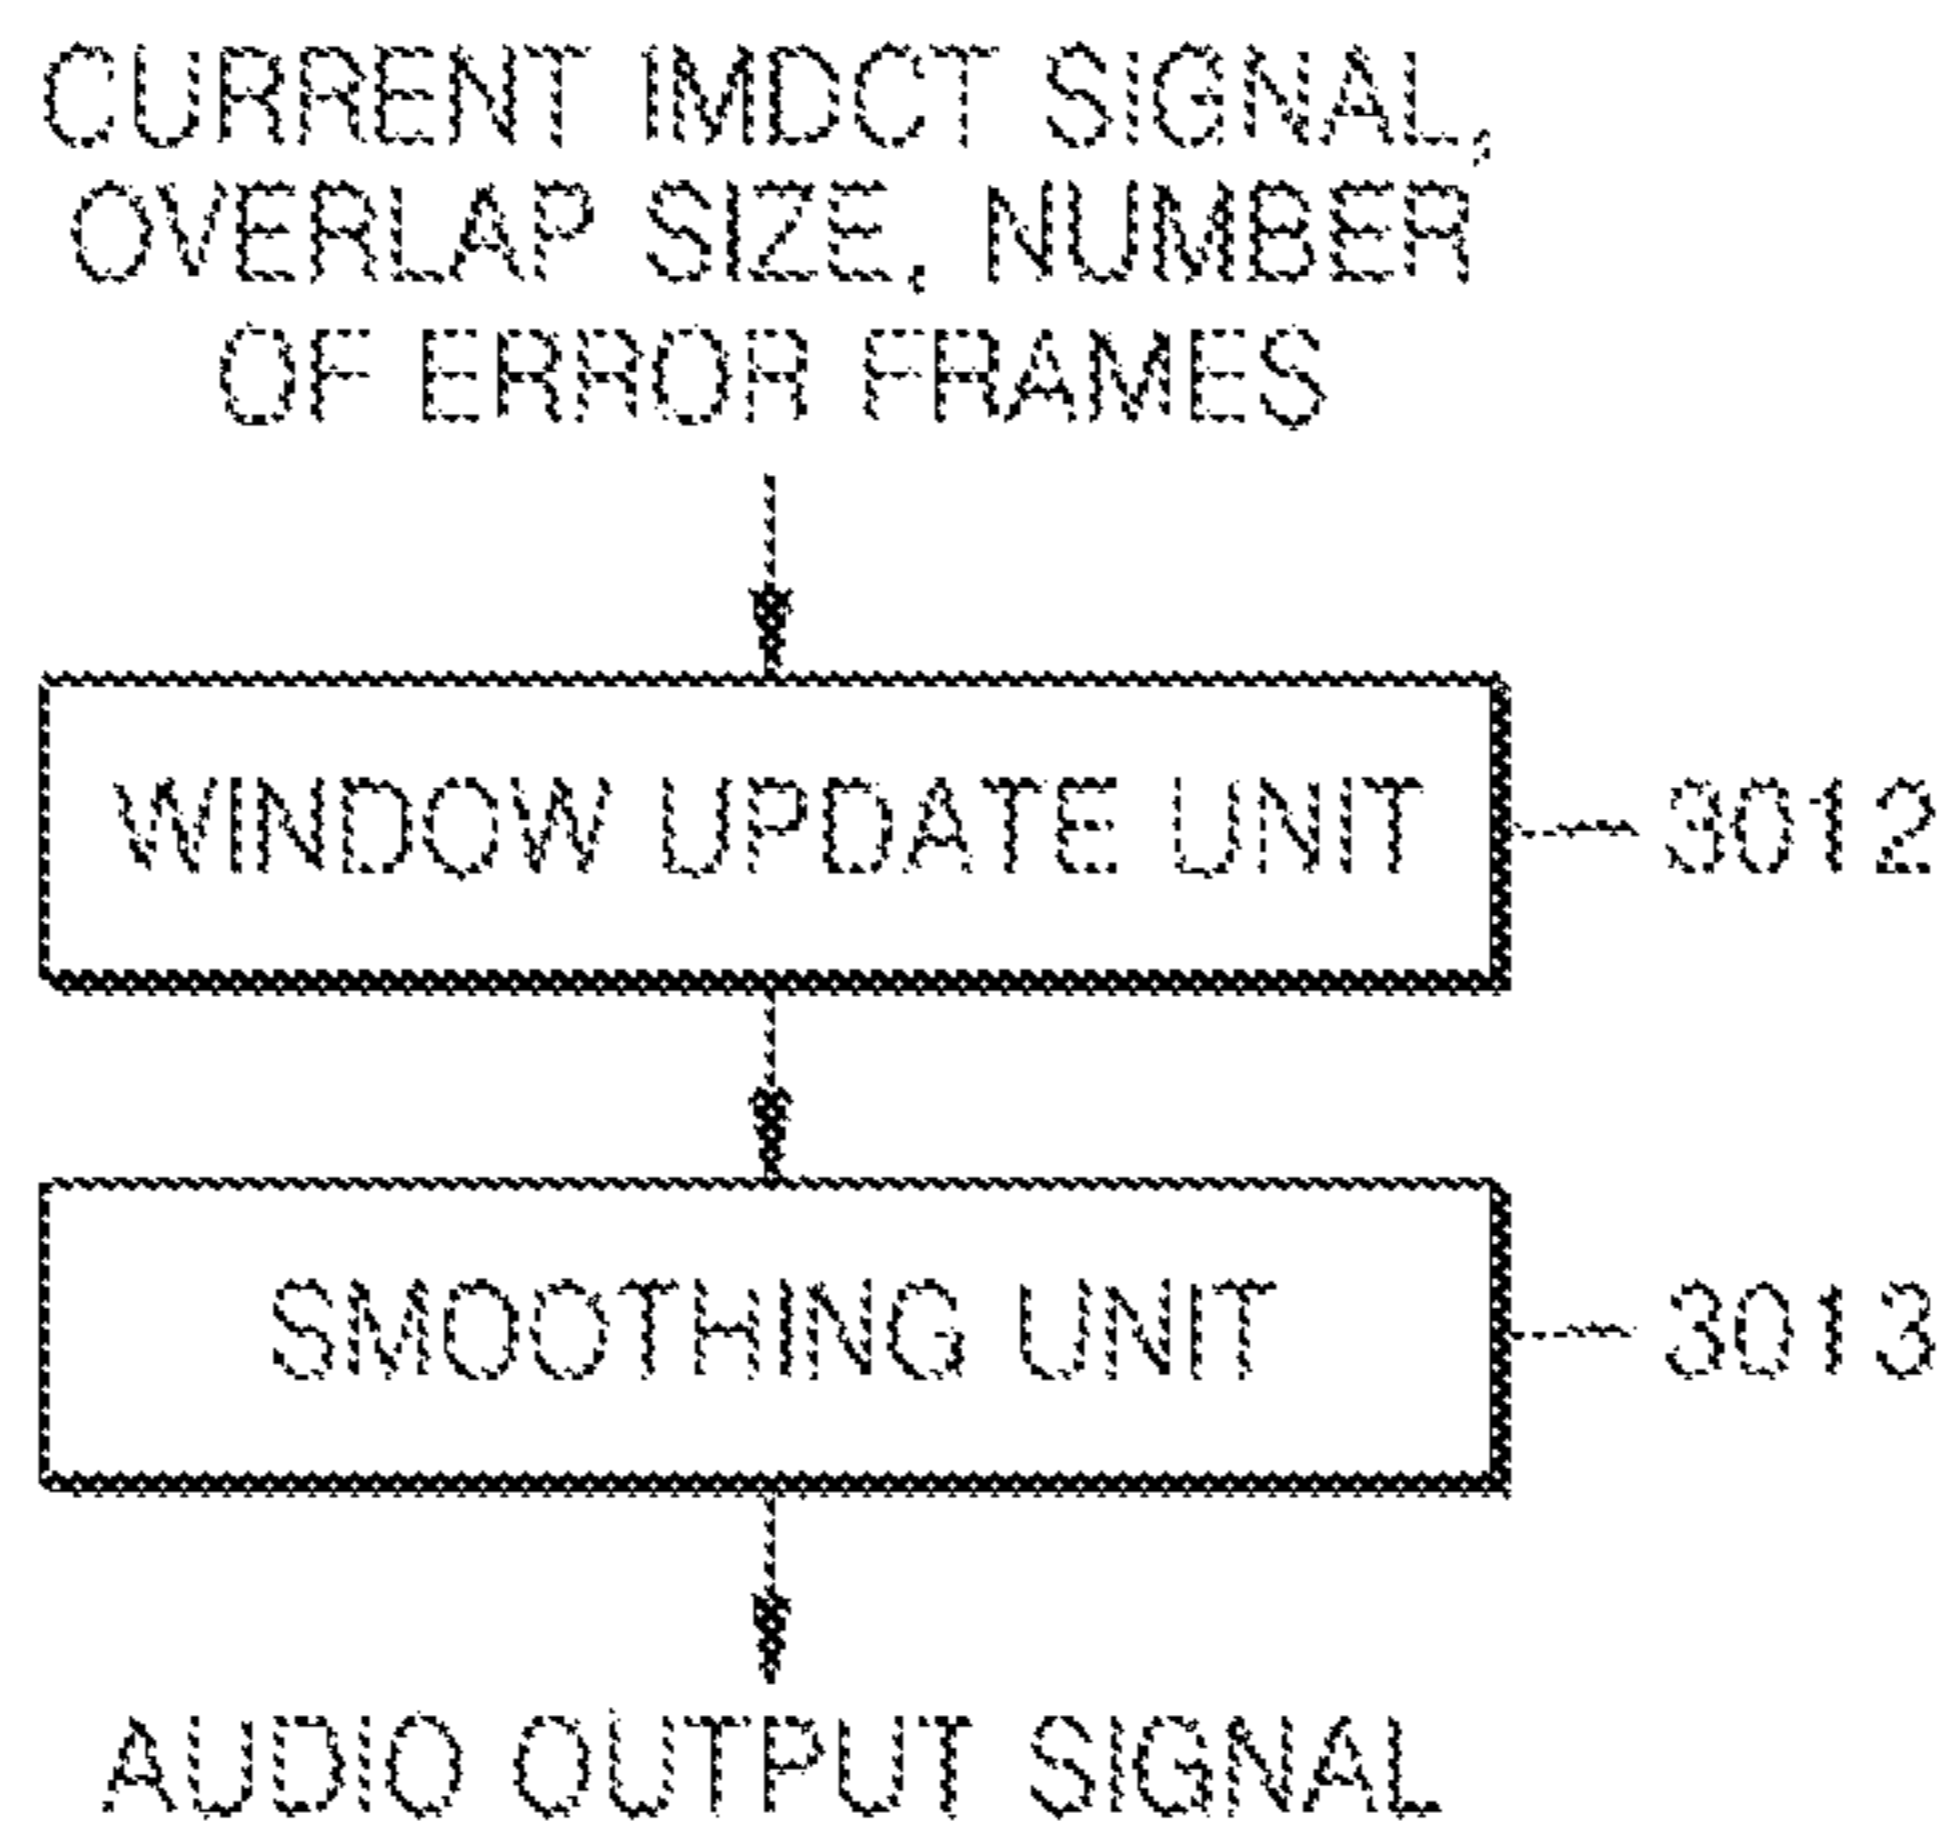 CURRENT IMDCT SIGNAL,
OVERLAP SIZE, NUMBER
OF ERROR FRAMES
WINDOW UPDATE UNIT
3012
SMOOTHING UNIT
3013
AUDIO OUTPUT SIGNAL